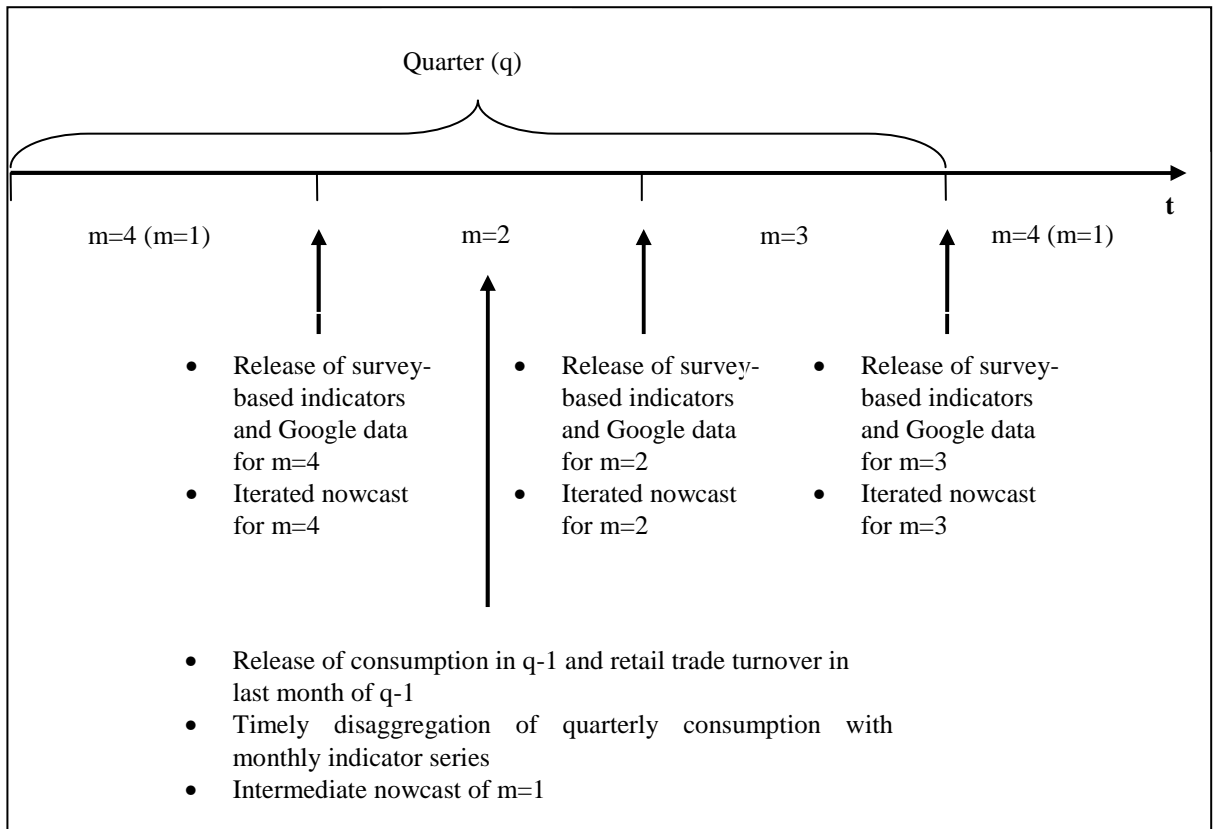 Quarter (q)
t
m=4 (m=1)
m=2
m=3
m=4 (m=1)
• Release of survey-
based indicators
and Google data
for m=4
• Iterated nowcast
for m=4
• Release of survey-
based indicators
and Google data
for m=2
• Iterated nowcast
for m=2
• Release of survey-
based indicators
and Google data
for m=3
• Iterated nowcast
for m=3
• Release of consumption in q-1 and retail trade turnover in
last month of q-1
• Timely disaggregation of quarterly consumption with
monthly indicator series
• Intermediate nowcast of m=1